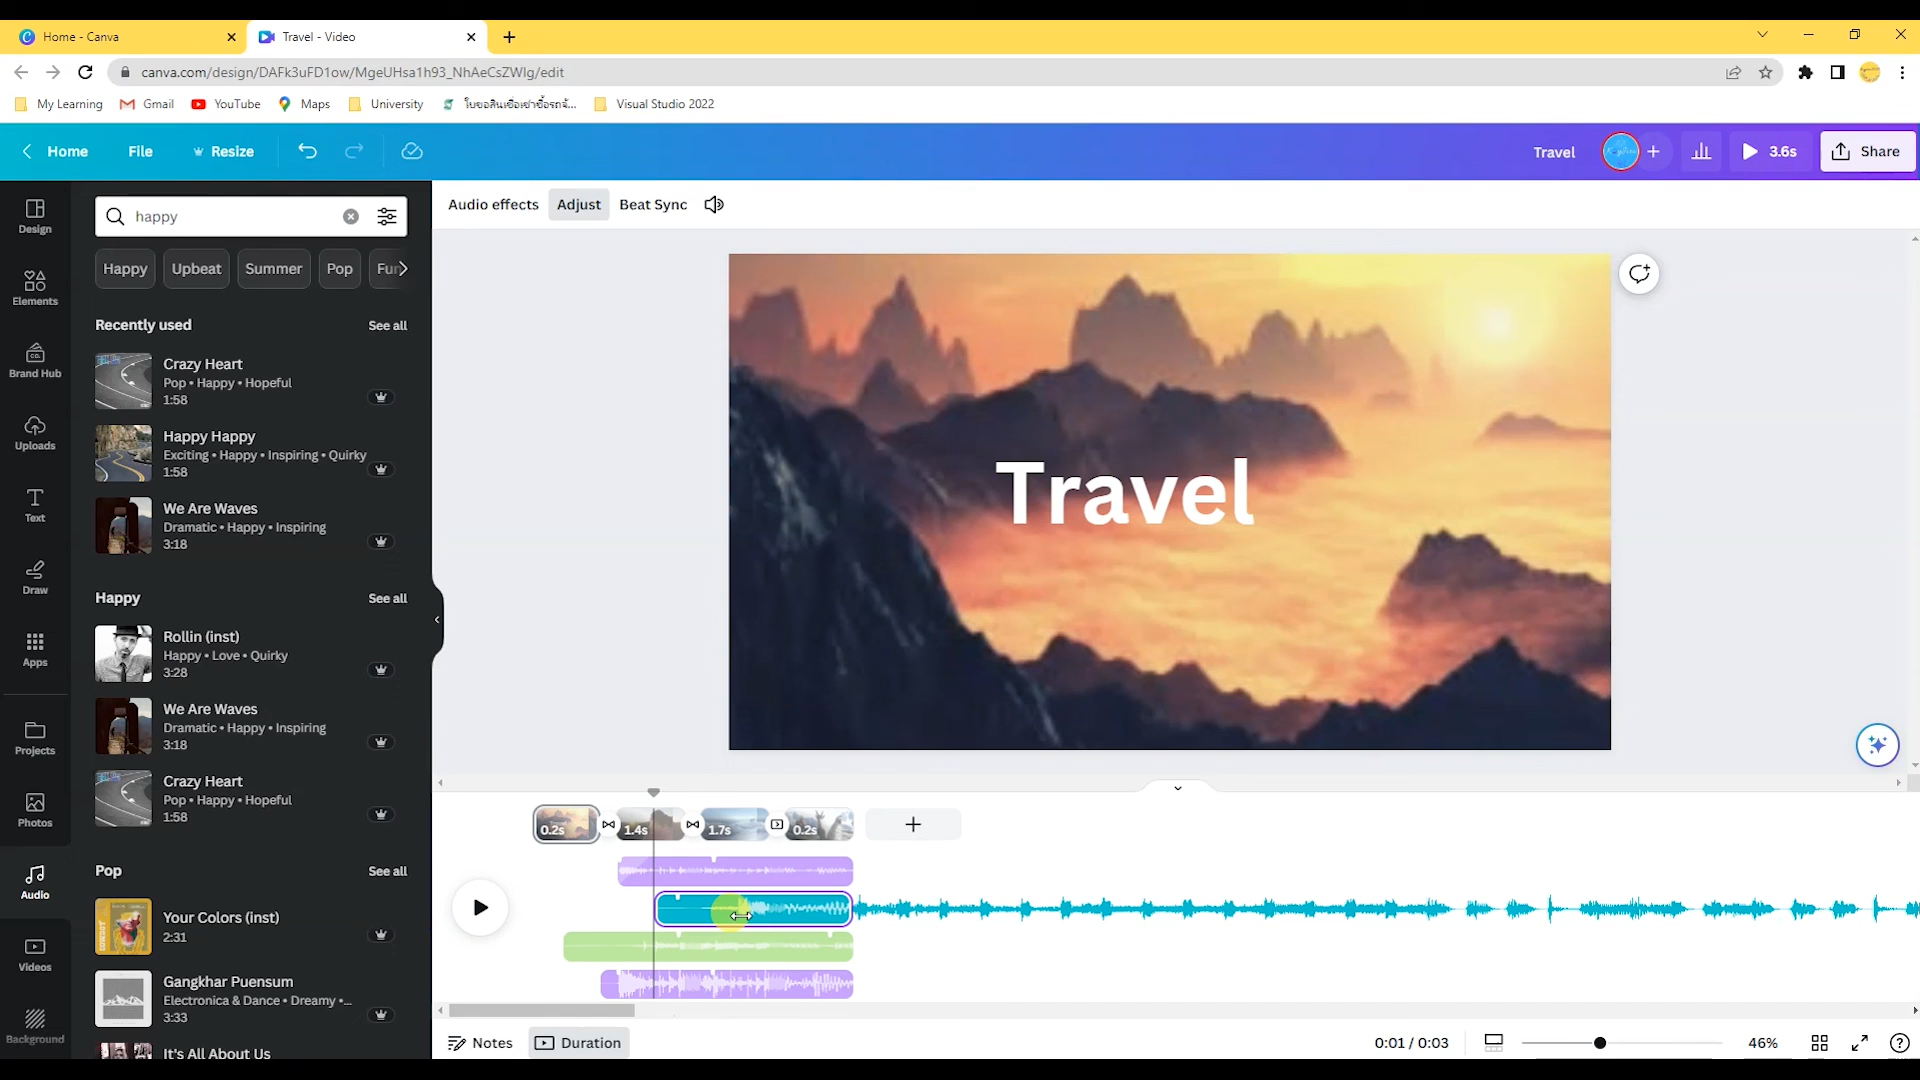 Home - Canva
Travel - Video
canva.com/design/DAFk3uFD1ow/MgeUHsa1h93_NhAeCsZWlg/edit
My Learning
Gmail
YouTube
Maps
University
Visual Studio 2022
Home
File
Resize
Travel
3.6s
Share
Design
Elements
Brand Hub
Uploads
Text
Draw
Apps
Projects
Photos
Audio
Videos
Background
happy
Happy
Upbeat
Summer
Pop
Recently used
See all
Crazy Heart
Pop • Happy • Hopeful
1:58
Happy Happy
Exciting • Happy • Inspiring • Quirky
1:58
We Are Waves
Dramatic • Happy • Inspiring
3:18
Happy
See all
Rollin (inst)
Happy • Love • Quirky
3:28
We Are Waves
Dramatic • Happy • Inspiring
3:18
Crazy Heart
Pop • Happy • Hopeful
1:58
Pop
See all
Your Colors (inst)
2:31
Gangkhar Puensum
Electronica & Dance • Dreamy •...
3:33
It's All About Us
Audio effects
Adjust
Beat Sync
Travel
0.2s
1.4s
1.7s
0.2s
Notes
Duration
0:01 / 0:03
46%